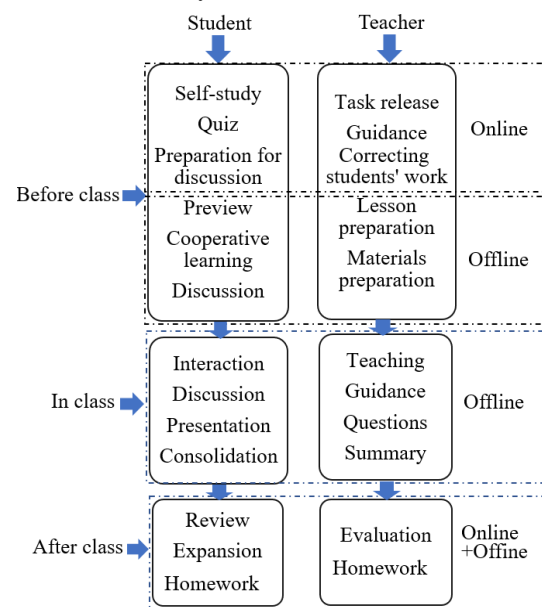 Student
Teacher
Before class
Self-study
Quiz
Preparation for
discussion
Preview
Cooperative
learning
Discussion
Task release
Guidance
Correcting
students' work
Lesson
preparation
Materials
preparation
Online
Offline
In class
Interaction
Discussion
Presentation
Consolidation
Teaching
Guidance
Questions
Summary
Offline
After class
Review
Expansion
Homework
Evaluation
Homework
Online
+Offine